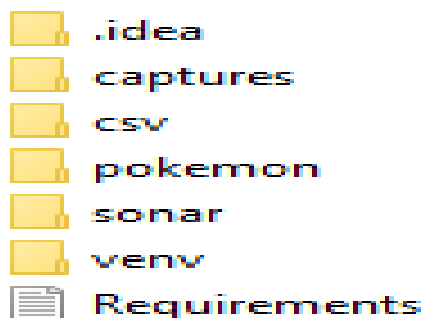 .idea
captures
csv
pokemon
sonar
venv
Requirements